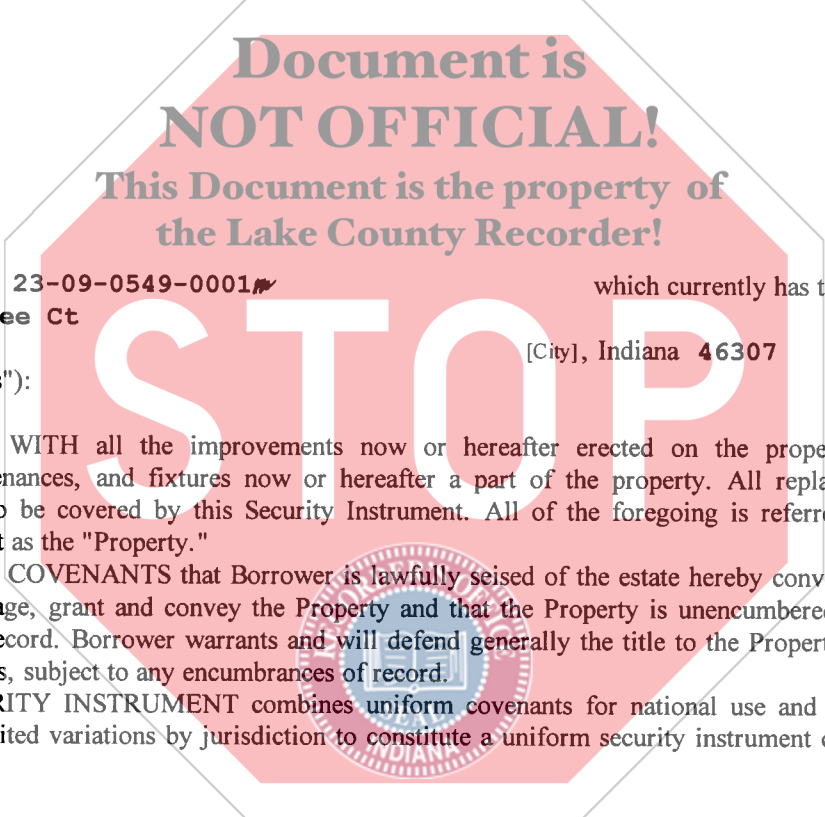 Document is
NOT OFFICIAL!
This Document is the property of
the Lake County Recorder!
23-09-0549-0001 which currently has t
ee Ct
[City], Indiana 46307
s"):
STOP
WITH all the improvements now or hereafter erected on the prope
enances, and fixtures now or hereafter a part of the property. All repla
o be covered by this Security Instrument. All of the foregoing is referre
t as the "Property."
COVENANTS that Borrower is lawfully seised of the estate hereby conv
age, grant and convey the Property and that the Property is unencumbered
ecord. Borrower warrants and will defend generally the title to the Propert
s, subject to any encumbrances of record.
RITY INSTRUMENT combines uniform covenants for national use and
ited variations by jurisdiction to constitute a uniform security instrument c
SEAL
INDIANA